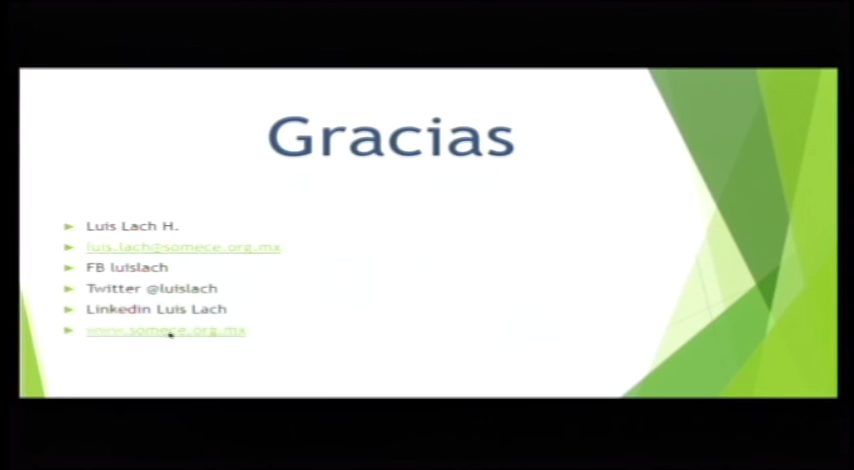 Gracias
Luis Lach H.
luis.lach@somece.org.mx
FB luislach
Twitter @luislach
Linkedin Luis Lach
www.somece.org.mx